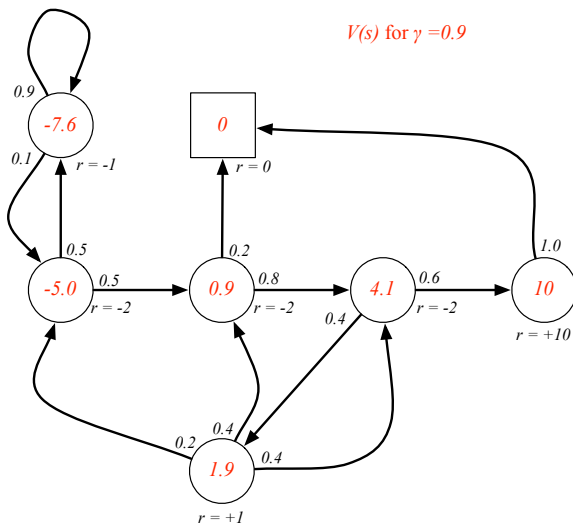 V(s) for γ =0.9
0.9
-7.6
0
0.1
r = -1
r = 0
0.5
0.2
1.0
-5.0
0.5
0.9
0.8
4.1
0.6
10
r = -2
r = -2
0.4
r = -2
r = +10
0.2
0.4
0.4
1.9
r = +1